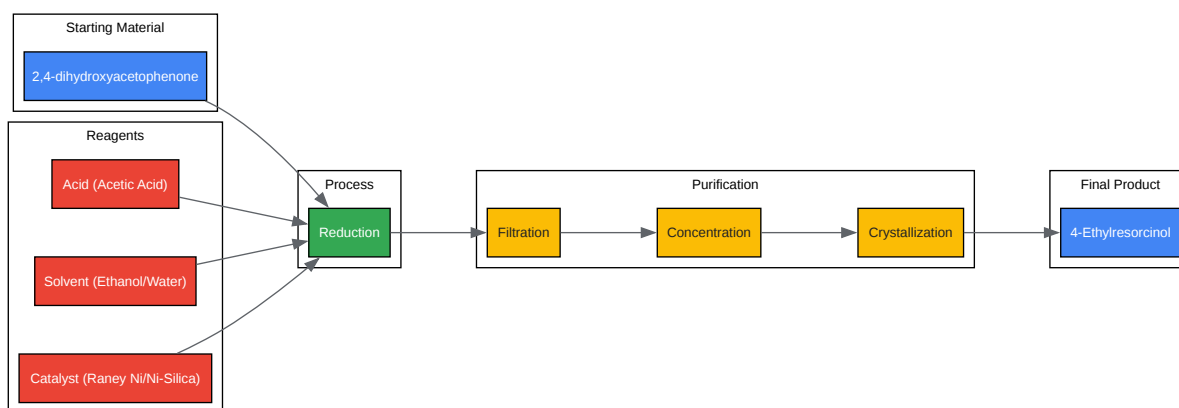 Starting Material
2,4-dihydroxyacetophenone
Reagents
Acid (Acetic Acid)
Solvent (Ethanol/Water)
Catalyst (Raney Ni/Ni-Silica)
Process
Reduction
Purification
Filtration
Concentration
Crystallization
Final Product
4-Ethylresorcinol